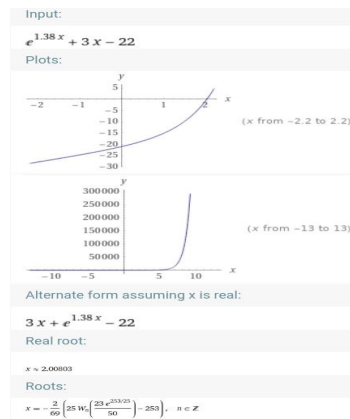 Input:
e^{1.38 x} + 3 x − 22
Plots:
y
5
−2 −1 1 2 x
−5
−10
−15
−20
−25
−30
(x from −2.2 to 2.2)
y
300000
250000
200000
150000
100000
50000
−10 −5 5 10 x
(x from −13 to 13)
Alternate form assuming x is real:
3 x + e^{1.38 x} − 22
Real root:
x ≈ 2.00803
Roots:
x = − 2/69 (25 W_n(23 e^{253/25}/50) − 253), n ∈ Z